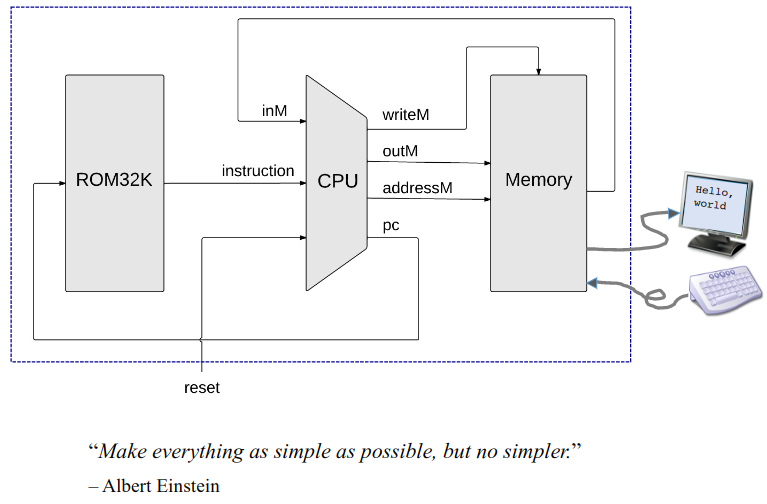 inM
writeM
outM
instruction
ROM32K
CPU
addressM
Memory
pc
Hello,
world
reset
“Make everything as simple as possible, but no simpler.”
– Albert Einstein